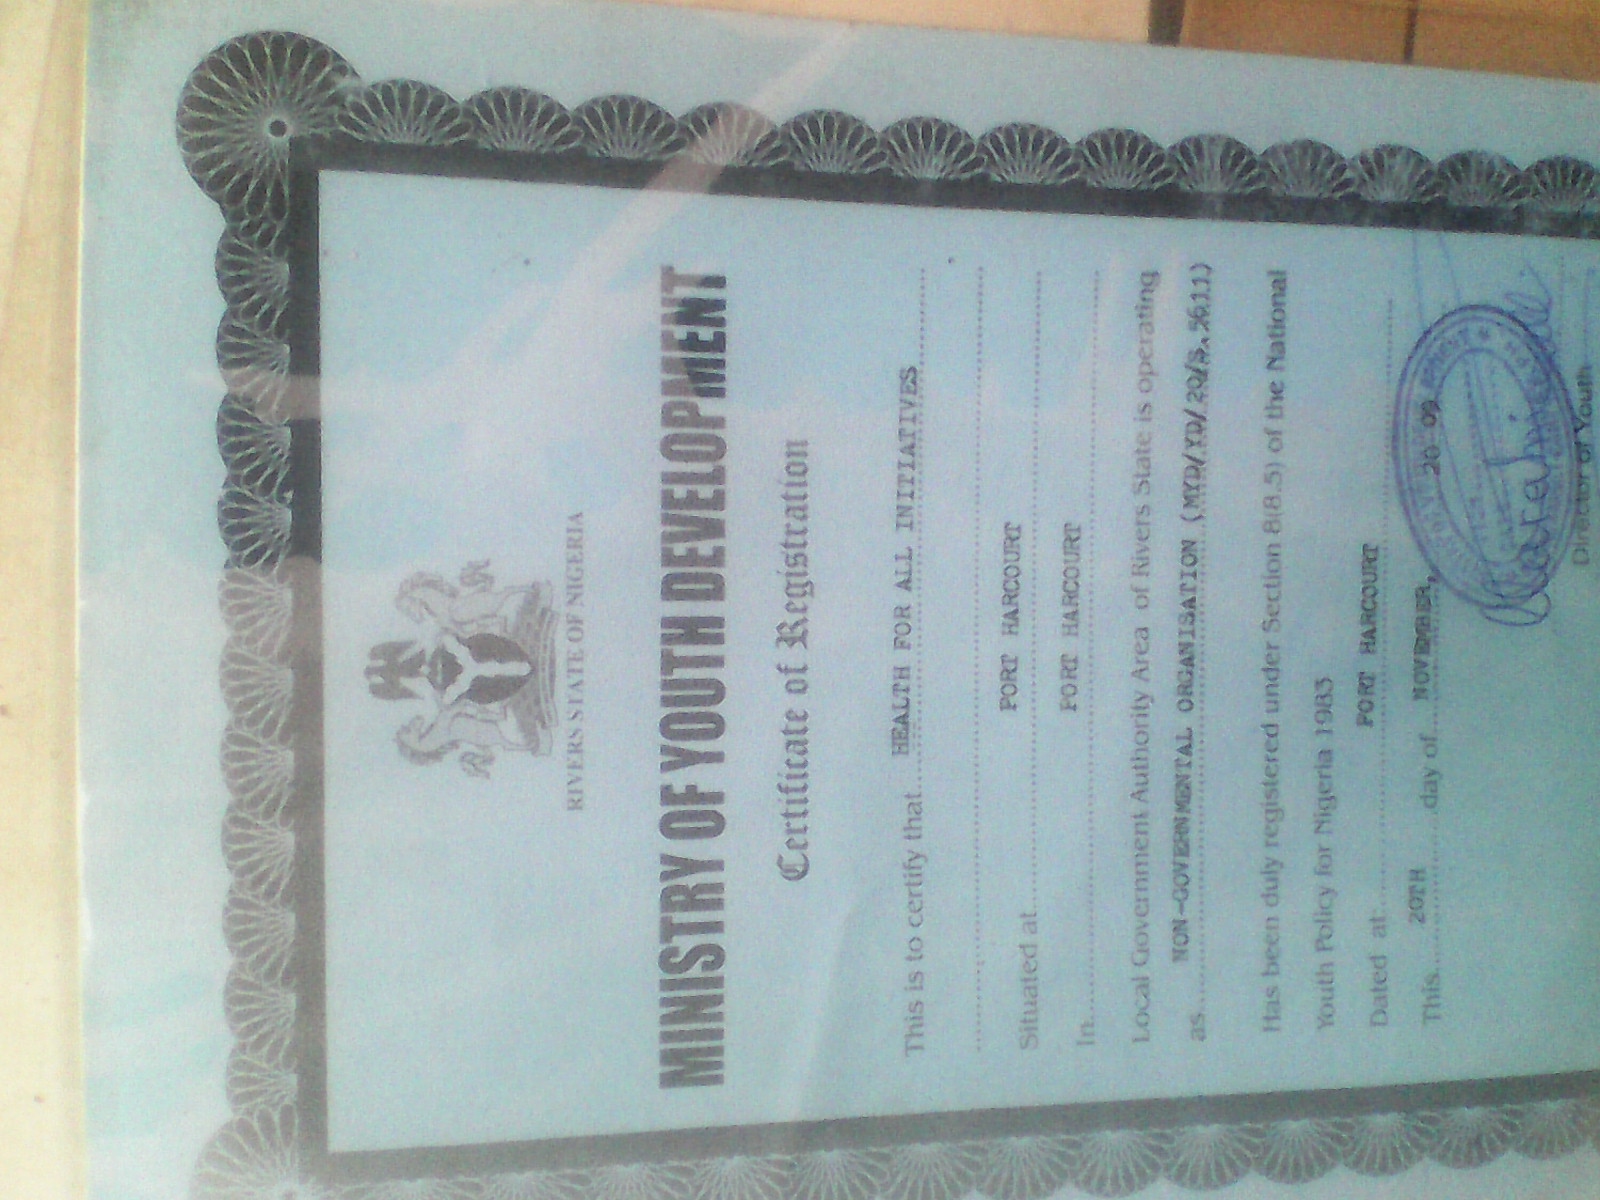 RIVERS STATE OF NIGERIA
MINISTRY OF YOUTH DEVELOPMENT
Certificate of Registration
This is to certify that HEALTH FOR ALL INITIATIVES
Situated at PORT HARCOURT
In PORT HARCOURT
Local Government Authority Area of Rivers State is operating
as NON-GOVERNMENTAL ORGANISATION (MYD/YD/20/S.5611)
Has been duly registered under Section 8(8.5) of the National
Youth Policy for Nigeria 1983
Dated at: PORT HARCOURT
This 20TH day of NOVEMBER,
20 09
Director of Youth